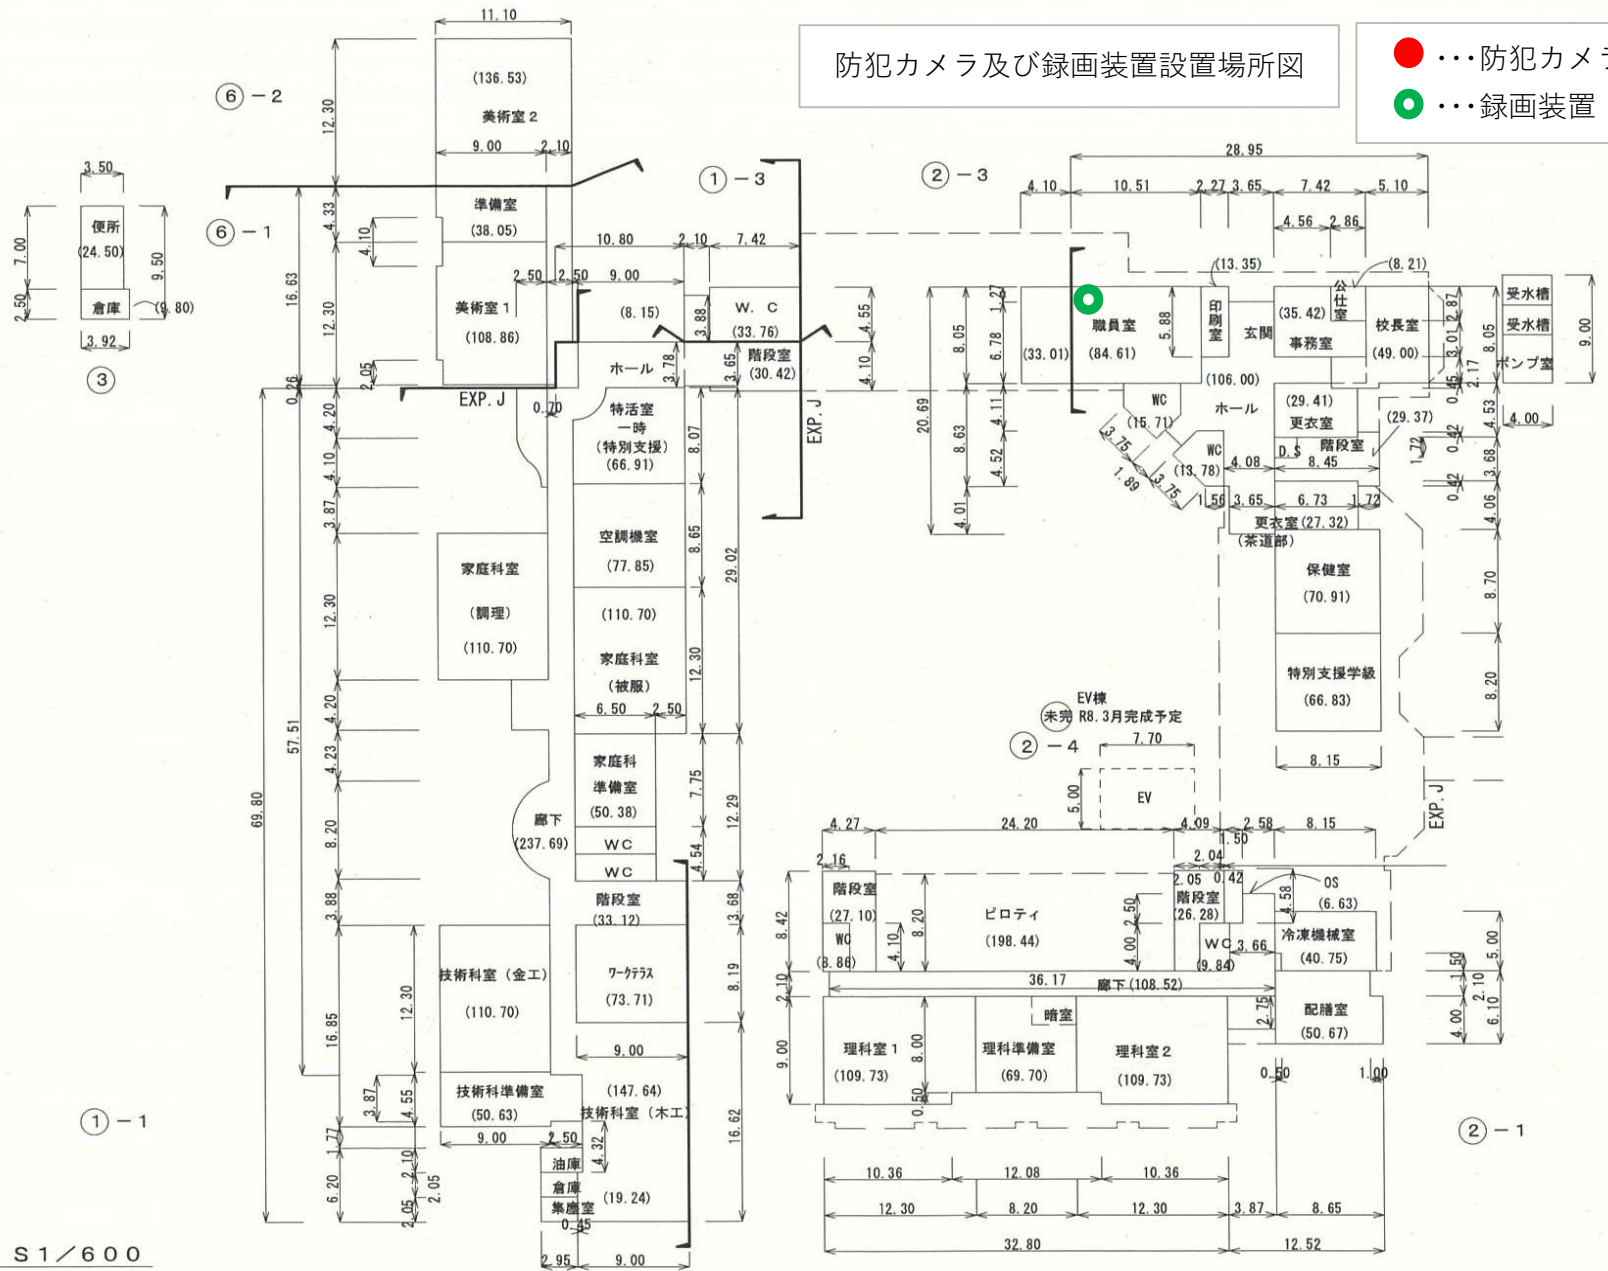 防犯カメラ及び録画装置設置場所図
●･･･防犯カメラ
･･･録画装置
11.10
⑥-2
12.30
(136.53)
美術室2
9.00
2.10
①-3
②-3
28.95
3.50
4.10
10.51
2.27
3.65
7.42
5.10
便所
(24.50)
7.00
9.50
2.50
倉庫
(9.80)
3.92
③
⑥-1
4.33
準備室
(38.05)
4.10
16.63
12.30
美術室1
(108.86)
2.05
0.26
10.80
2.10
7.42
2.50
2.50
9.00
(8.15)
3.88
W. C
(33.76)
4.55
ホール
3.78
3.65
階段室
(30.42)
4.10
EXP. J
0.70
EXP. J
4.56
2.86
(13.35)
(8.21)
1.27
8.05
6.78
(33.01)
職員室
(84.61)
5.88
印刷室
玄関
(35.42)
事務室
公仕室
校長室
(49.00)
2.87
3.01
8.05
2.17
0.45
受水槽
受水槽
ポンプ室
9.00
4.00
(106.00)
ホール
20.69
8.63
4.11
4.52
4.01
WC
(15.71)
3.75
1.89
3.75
WC
(13.78)
4.08
(29.41)
更衣室
(29.37)
D.S
階段室
8.45
1.72
0.42
0.42
4.53
3.68
4.06
1.56
3.65
6.73
1.72
更衣室(27.32)
(茶道部)
保健室
(70.91)
8.70
特別支援学級
(66.83)
8.20
8.15
4.20
4.10
3.87
特活室
一時
(特別支援)
(66.91)
8.07
空調機室
(77.85)
8.65
29.02
家庭科室
(調理)
(110.70)
12.30
(110.70)
家庭科室
(被服)
12.30
6.50
2.50
69.80
57.51
4.20
4.23
8.20
3.88
家庭科
準備室
(50.38)
7.75
12.29
廊下
(237.69)
WC
WC
4.54
階段室
(33.12)
3.68
16.85
12.30
技術科室(金工)
(110.70)
ワークテラス
(73.71)
8.19
9.00
3.87
4.55
技術科準備室
(50.63)
(147.64)
技術科室(木工)
16.62
9.00
2.50
4.32
1.77
2.10
6.20
2.05
2.05
油庫
倉庫
集塵室
(19.24)
0.45
2.95
9.00
①-1
S1/600
EV棟
未完 R8.3月完成予定
②-4
7.70
5.00
EV
EXP. J
4.27
24.20
4.09
2.58
8.15
1.50
2.16
2.04
2.05
0.42
階段室
(27.10)
WC
(8.86)
8.42
4.10
8.20
ピロティ
(198.44)
2.50
4.00
階段室
(26.28)
WC
(9.84)
3.66
4.58
OS
(6.63)
冷凍機械室
(40.75)
5.00
1.50
2.10
2.10
36.17
廊下(108.52)
2.75
配膳室
(50.67)
4.00
6.10
9.00
理科室1
(109.73)
8.00
0.50
理科準備室
(69.70)
暗室
理科室2
(109.73)
0.50
1.00
②-1
10.36
12.08
10.36
12.30
8.20
12.30
3.87
8.65
32.80
12.52